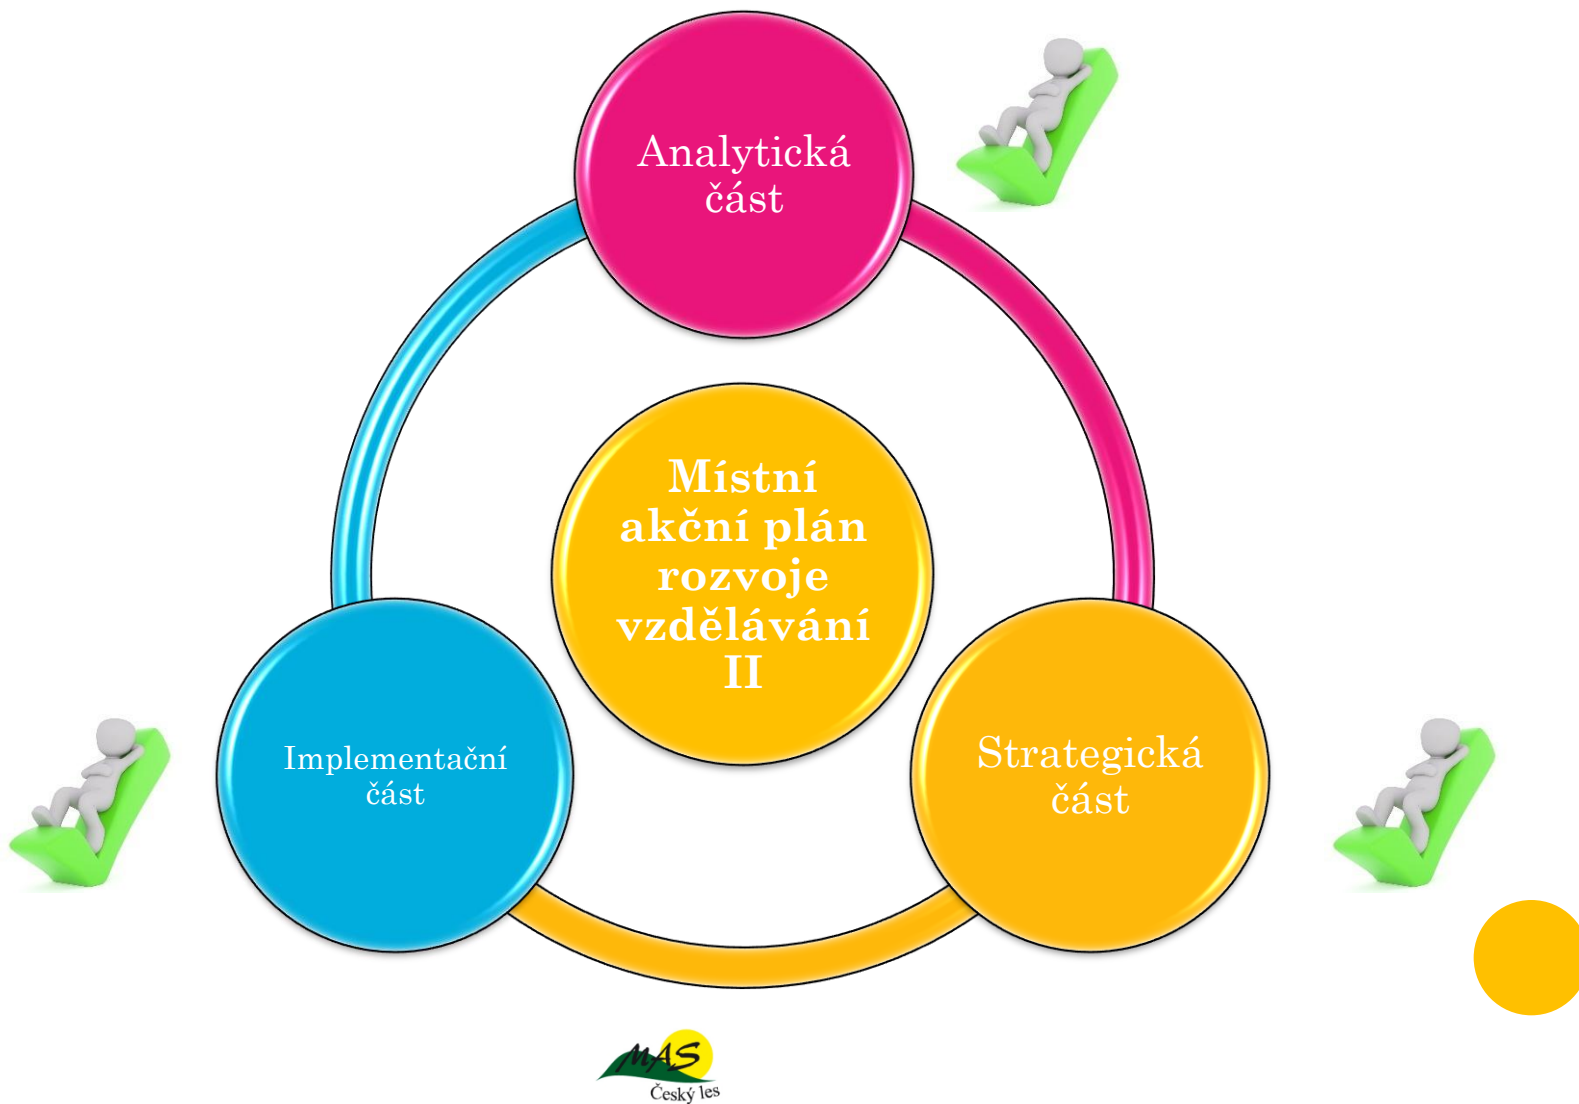 Analytická
část
Místní
akční plán
rozvoje
vzdělávání
II
Implementační
část
Strategická
část
MAS
Český les